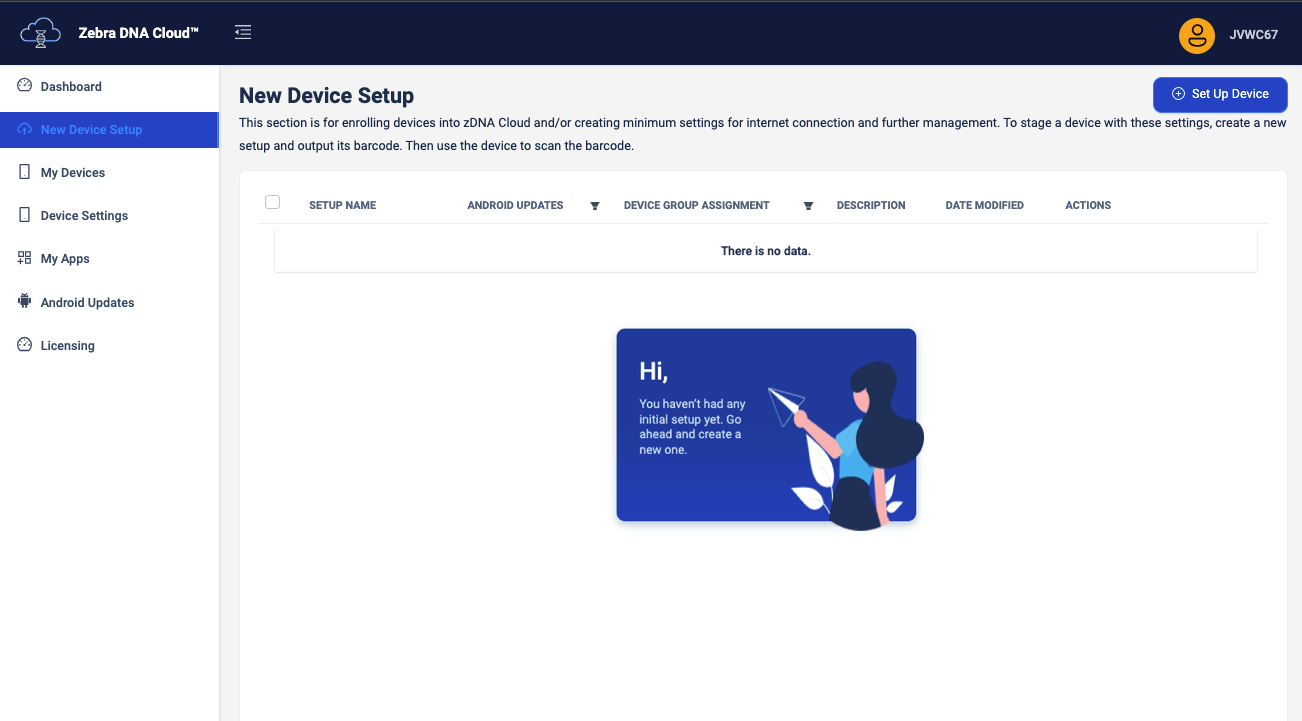 Zebra DNA Cloud™
JVWC67
Dashboard
New Device Setup
My Devices
Device Settings
My Apps
Android Updates
Licensing
New Device Setup
Set Up Device
This section is for enrolling devices into zDNA Cloud and/or creating minimum settings for internet connection and further management. To stage a device with these settings, create a new
setup and output its barcode. Then use the device to scan the barcode.
SETUP NAME ANDROID UPDATES DEVICE GROUP ASSIGNMENT DESCRIPTION DATE MODIFIED ACTIONS
There is no data.
Hi,
You haven't had any
initial setup yet. Go
ahead and create a
new one.